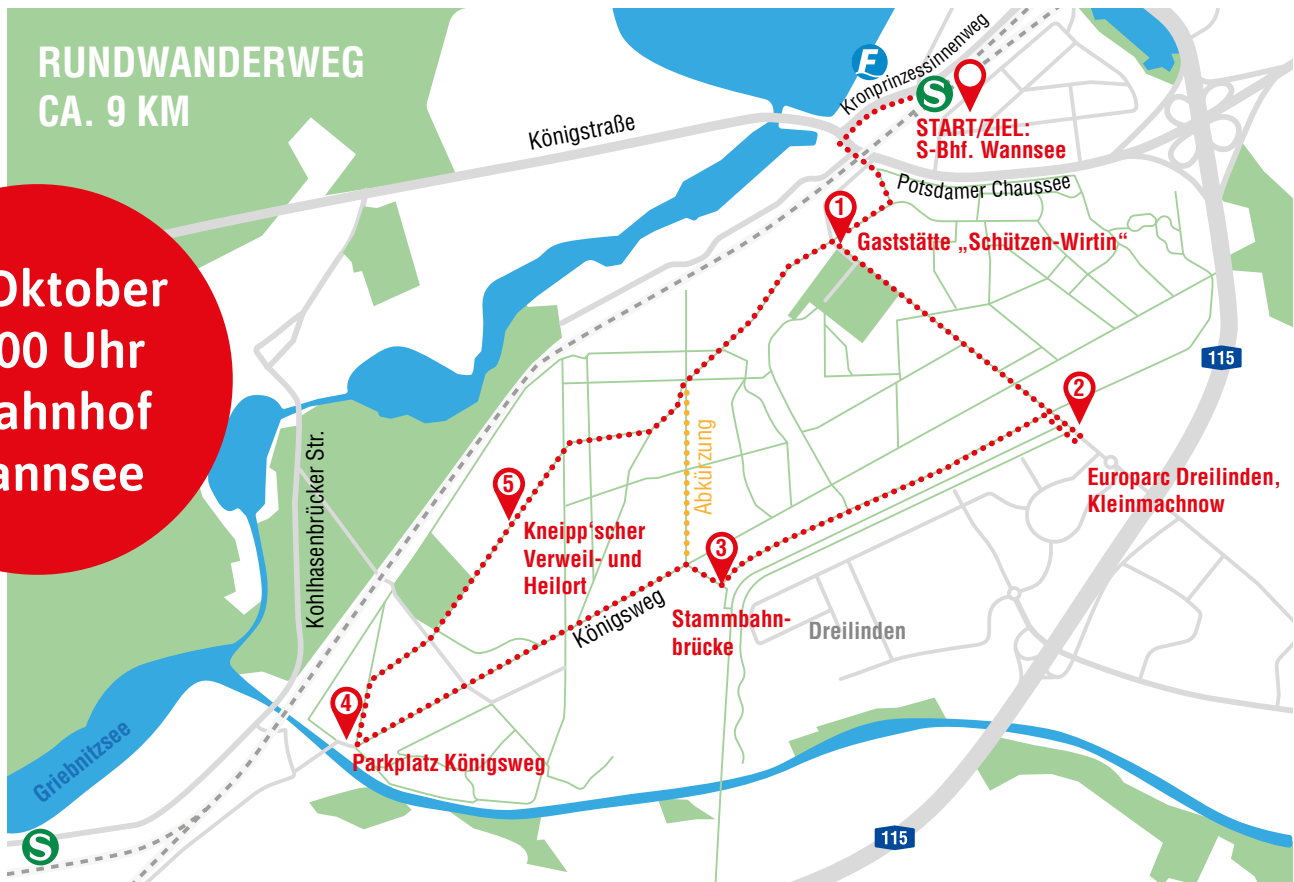 RUNDWANDERWEG
CA. 9 KM
Oktober
00 Uhr
ahnhof
annsee
Königstraße
Kronprinzessinnenweg
F
S
START/ZIEL:
S-Bhf. Wannsee
Potsdamer Chaussee
1
Gaststätte „Schützen-Wirtin“
115
2
Europarc Dreilinden,
Kleinmachnow
Abkürzung
Kohlhasenbrücker Str.
5
Kneipp‘scher
Verweil- und
Heilort
3
Stammbahn-
brücke
Königsweg
Dreilinden
4
Parkplatz Königsweg
Griebnitzsee
S
115